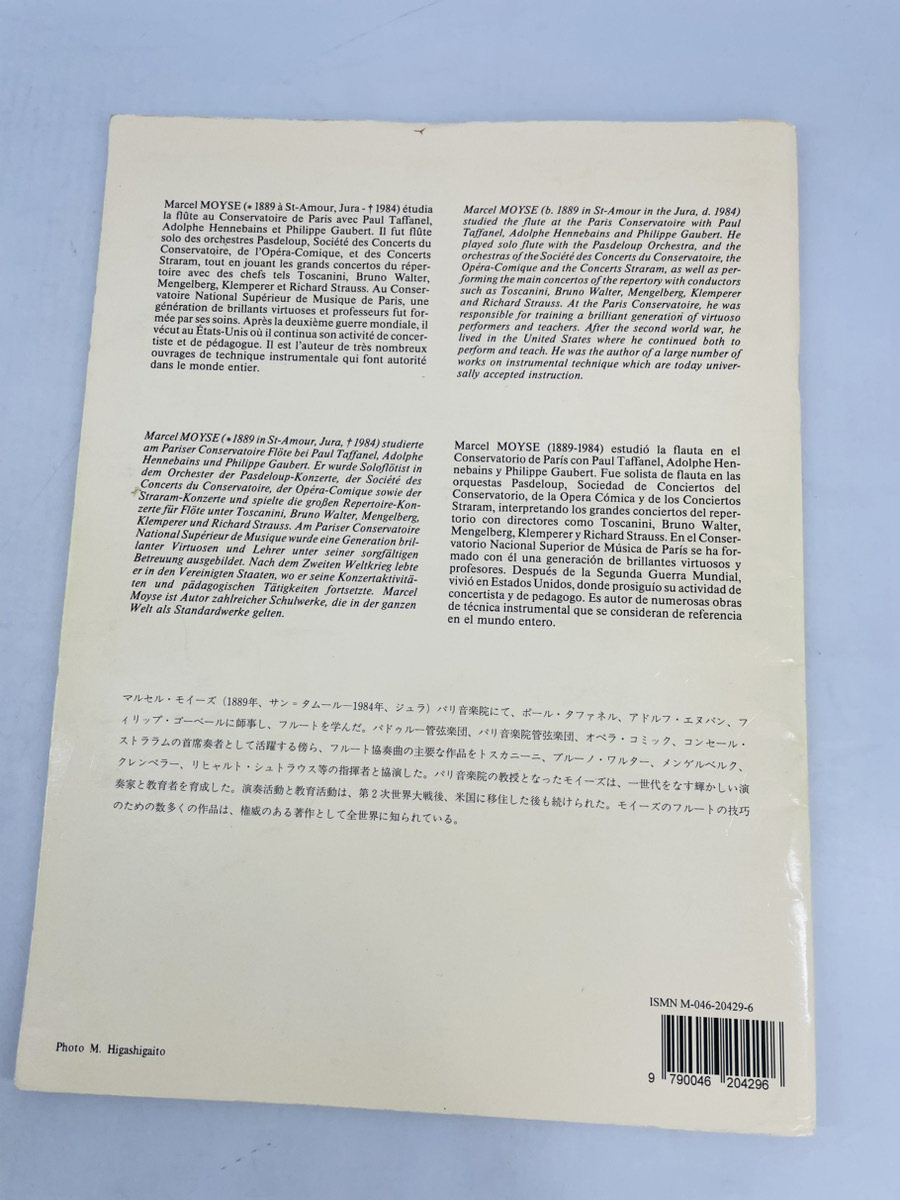 Marcel MOYSE (* 1889 à St-Amour, Jura - † 1984) étudia
la flûte au Conservatoire de Paris avec Paul Taffanel,
Adolphe Hennebains et Philippe Gaubert. Il fut flûte
solo des orchestres Pasdeloup, Société des Concerts du
Conservatoire, de l'Opéra-Comique, et des Concerts
Straram, tout en jouant les grands concertos du réper-
toire avec des chefs tels Toscanini, Bruno Walter,
Mengelberg, Klemperer et Richard Strauss. Au Conser-
vatoire National Supérieur de Musique de Paris, une
génération de brillants virtuoses et professeurs fut for-
mée par ses soins. Après la deuxième guerre mondiale, il
vécut au États-Unis où il continua son activité de concer-
tiste et de pédagogue. Il est l'auteur de très nombreux
ouvrages de technique instrumentale qui font autorité
dans le monde entier.
Marcel MOYSE (b. 1889 in St-Amour in the Jura, d. 1984)
studied the flute at the Paris Conservatoire with Paul
Taffanel, Adolphe Hennebains and Philippe Gaubert. He
played solo flute with the Pasdeloup Orchestra, and the
orchestras of the Société des Concerts du Conservatoire, the
Opéra-Comique and the Concerts Straram, as well as per-
forming the main concertos of the repertory with conductors
such as Toscanini, Bruno Walter, Mengelberg, Klemperer
and Richard Strauss. At the Paris Conservatoire, he was
responsible for training a brilliant generation of virtuoso
performers and teachers. After the second world war, he
lived in the United States where he continued both to
perform and teach. He was the author of a large number of
works on instrumental technique which are today univer-
sally accepted instruction.
Marcel MOYSE (* 1889 in St-Amour, Jura, † 1984) studierte
am Pariser Conservatoire Flöte bei Paul Taffanel, Adolphe
Hennebains und Philippe Gaubert. Er wurde Soloflötist in
dem Orchester der Pasdeloup-Konzerte, der Société des
Concerts du Conservatoire, der Opéra-Comique sowie der
Straram-Konzerte und spielte die großen Repertoire-Kon-
zerte für Flöte unter Toscanini, Bruno Walter, Mengelberg,
Klemperer und Richard Strauss. Am Pariser Conservatoire
National Supérieur de Musique wurde eine Generation bril-
lanter Virtuosen und Lehrer unter seiner sorgfältigen
Betreuung ausgebildet. Nach dem Zweiten Weltkrieg lebte
er in den Vereinigten Staaten, wo er seine Konzertaktivitä-
ten und pädagogischen Tätigkeiten fortsetzte. Marcel
Moyse ist Autor zahlreicher Schulwerke, die in der ganzen
Welt als Standardwerke gelten.
Marcel MOYSE (1889-1984) estudió la flauta en el
Conservatorio de París con Paul Taffanel, Adolphe Hen-
nebains y Philippe Gaubert. Fue solista de flauta en las
orquestas Pasdeloup, Sociedad de Conciertos del
Conservatorio, de la Opera Cómica y de los Conciertos
Straram, interpretando los grandes conciertos del reper-
torio con directores como Toscanini, Bruno Walter,
Mengelberg, Klemperer y Richard Strauss. En el Conser-
vatorio Nacional Superior de Música de París se ha for-
mado con él una generación de brillantes virtuosos y
profesores. Después de la Segunda Guerra Mundial,
vivió en Estados Unidos, donde prosiguío su actividad de
concertista y de pedagogo. Es autor de numerosas obras
de técnica instrumental que se consideran de referencia
en el mundo entero.
マルセル・モイーズ（1889年、サン＝タムール—1984年、ジュラ）パリ音楽院にて、ポール・タファネル、アドルフ・エヌバン、フ
ィリップ・ゴーベールに師事し、フルートを学んだ。パドゥルー管弦楽団、パリ音楽院管弦楽団、オペラ・コミック、コンセール・
ストララムの首席奏者として活躍する傍ら、フルート協奏曲の主要な作品をトスカニーニ、ブルーノ・ワルター、メンゲルベルク、
クレンペラー、リヒャルト・シュトラウス等の指揮者と協演した。パリ音楽院の教授となったモイーズは、一世代をなす輝かしい演
奏家と教育者を育成した。演奏活動と教育活動は、第２次世界大戦後、米国に移住した後も続けられた。モイーズのフルートの技巧
のための数多くの作品は、権威のある著作として全世界に知られている。
ISMN M-046-20429-6
9 790046 204296
Photo M. Higashigaito